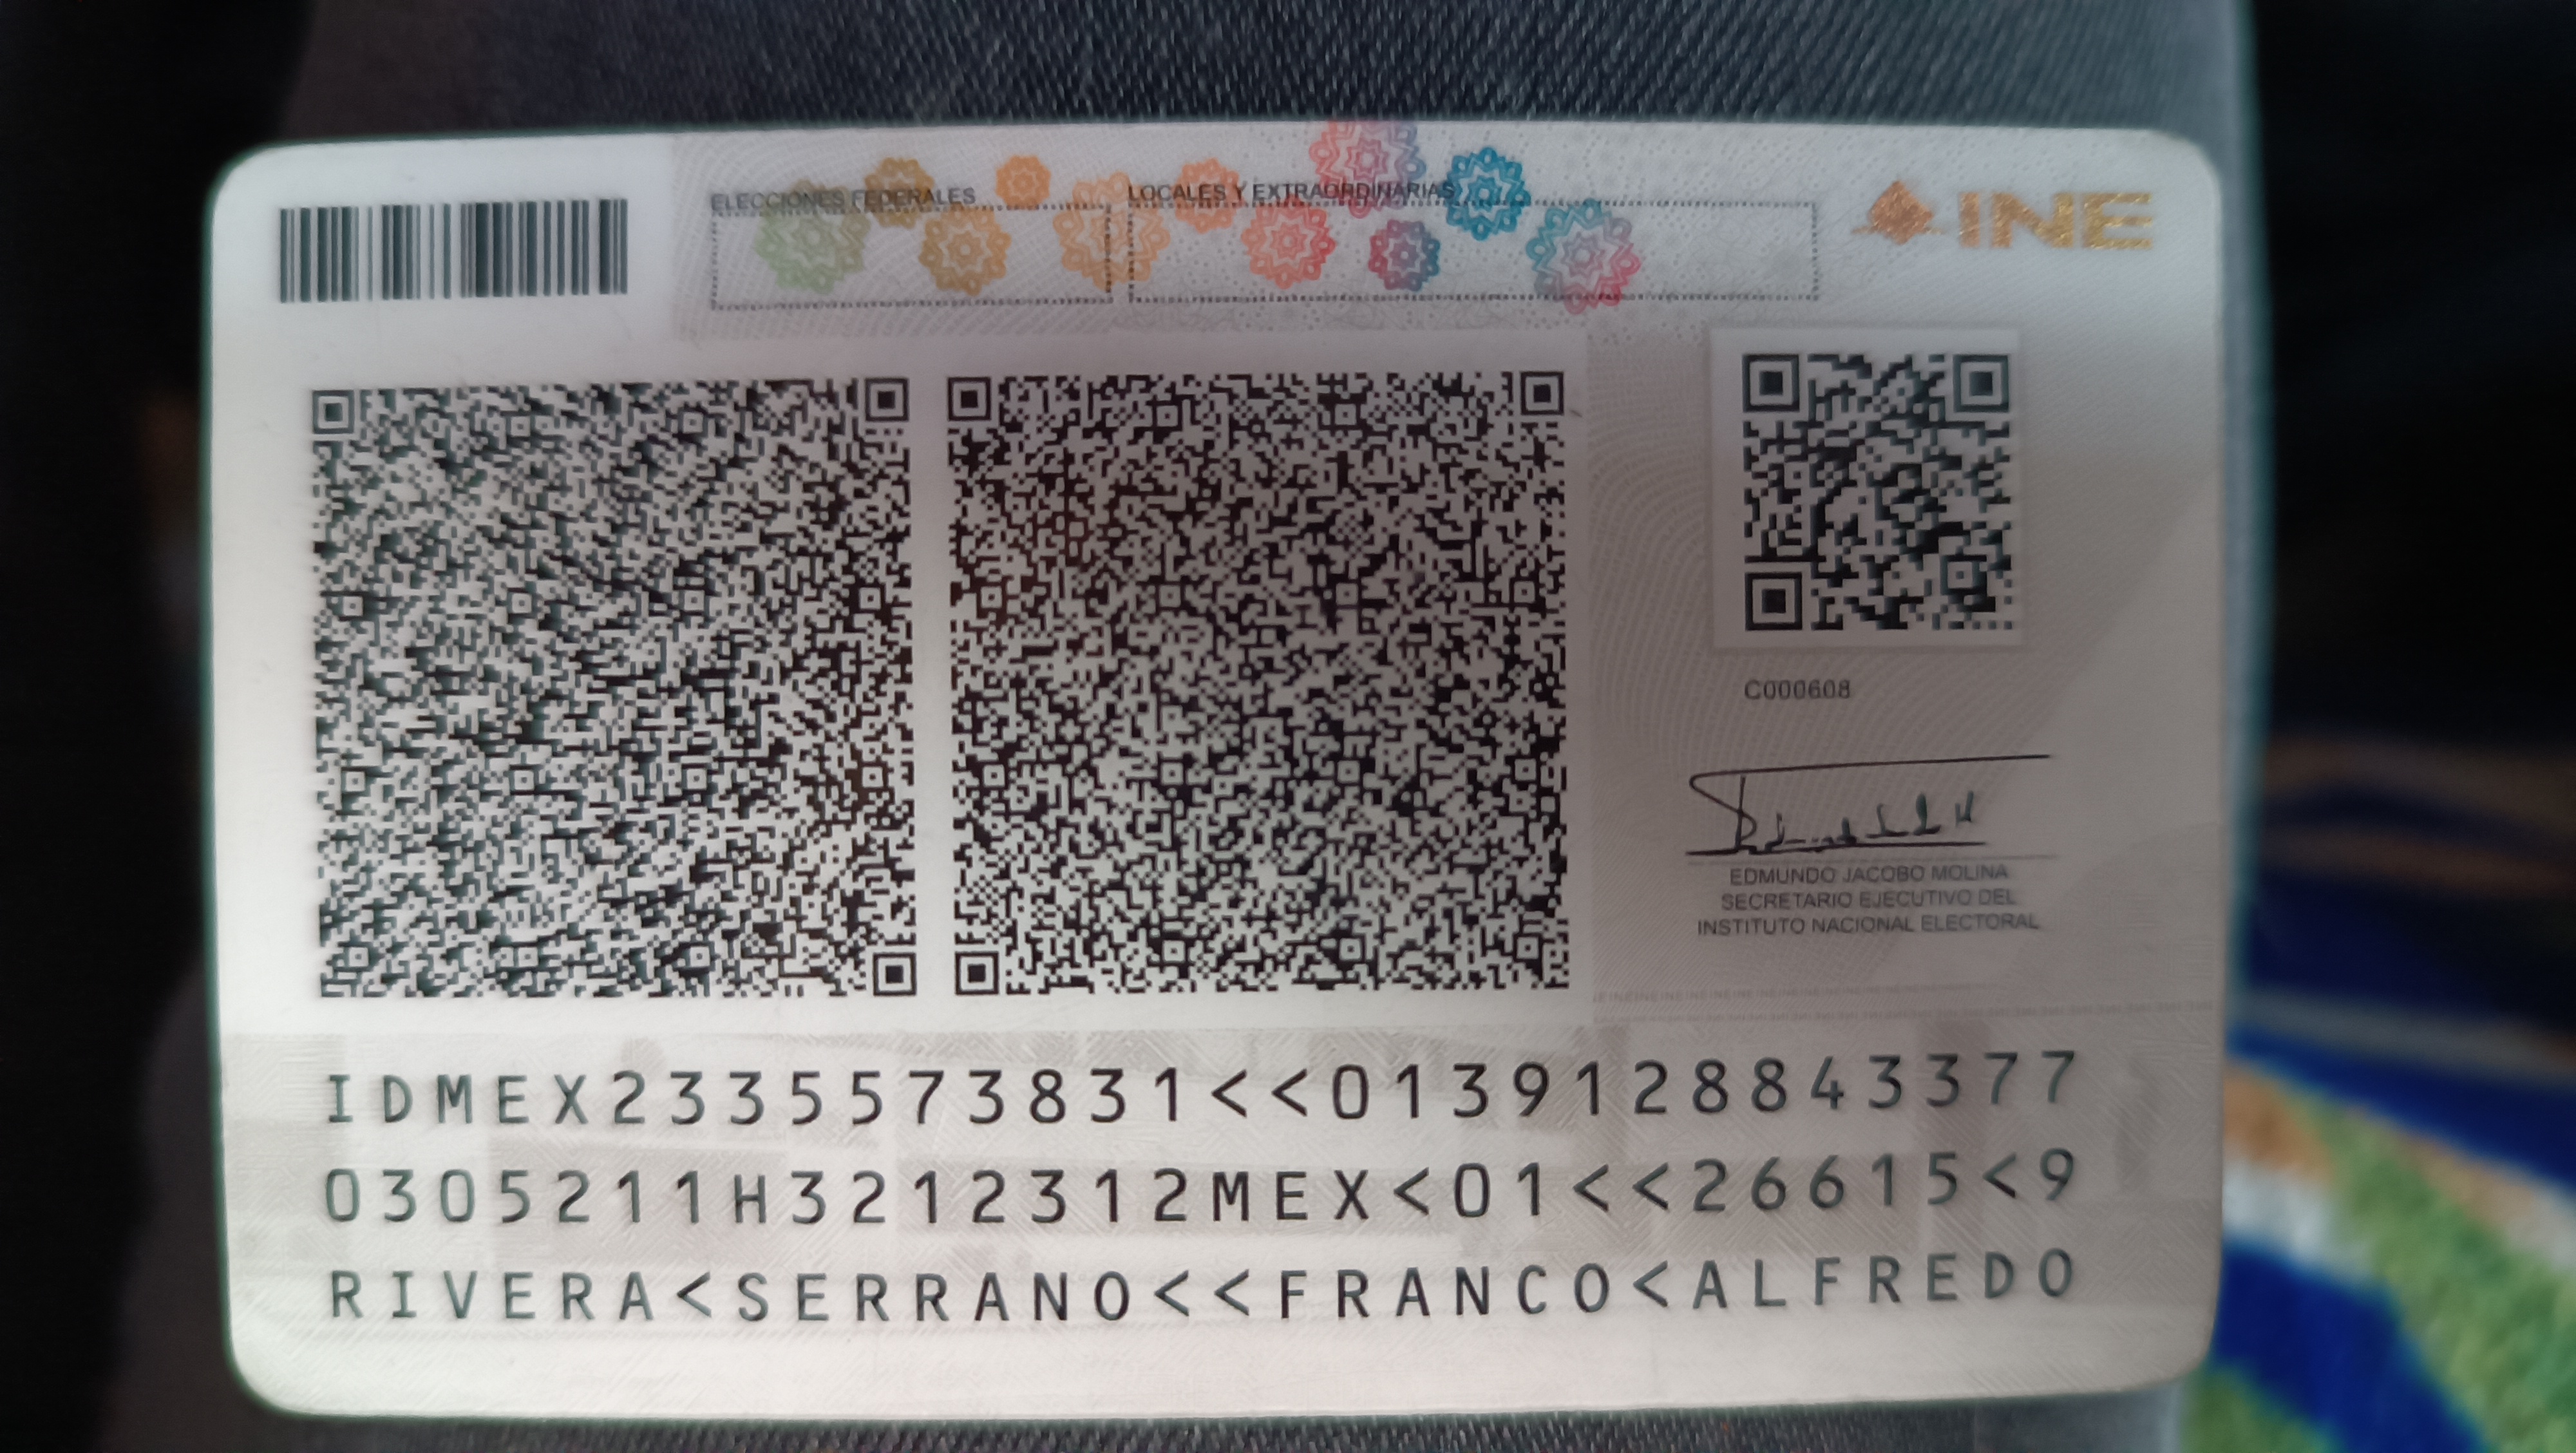 ELECCIONES FEDERALES
LOCALES Y EXTRAORDINARIAS
INE
C000608
EDMUNDO JACOBO MOLINA
SECRETARIO EJECUTIVO DEL
INSTITUTO NACIONAL ELECTORAL
IDMEX2335573831<<0139128843377
0305211H3212312MEX<01<<26615<9
RIVERA<SERRANO<<FRANCO<ALFREDO